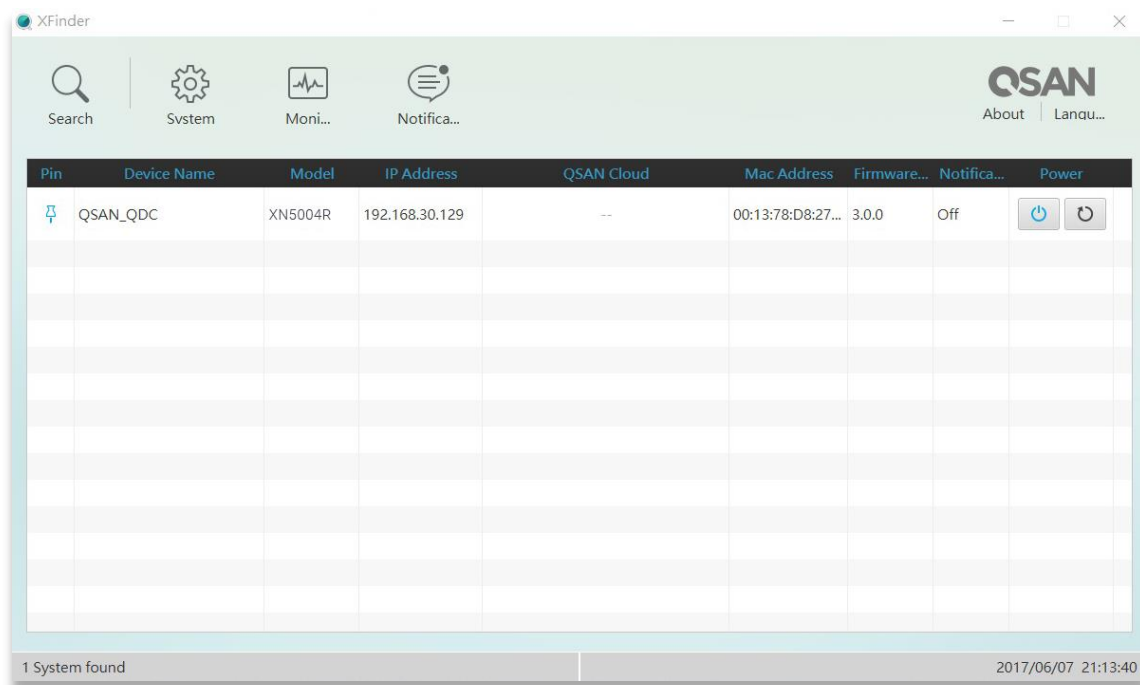 XFinder
Search System Moni... Notifica... QSAN
About Langu...
Pin Device Name Model IP Address QSAN Cloud Mac Address Firmware... Notifica... Power
QSAN_QDC XN5004R 192.168.30.129 -- 00:13:78:D8:27... 3.0.0 Off
1 System found 2017/06/07 21:13:40